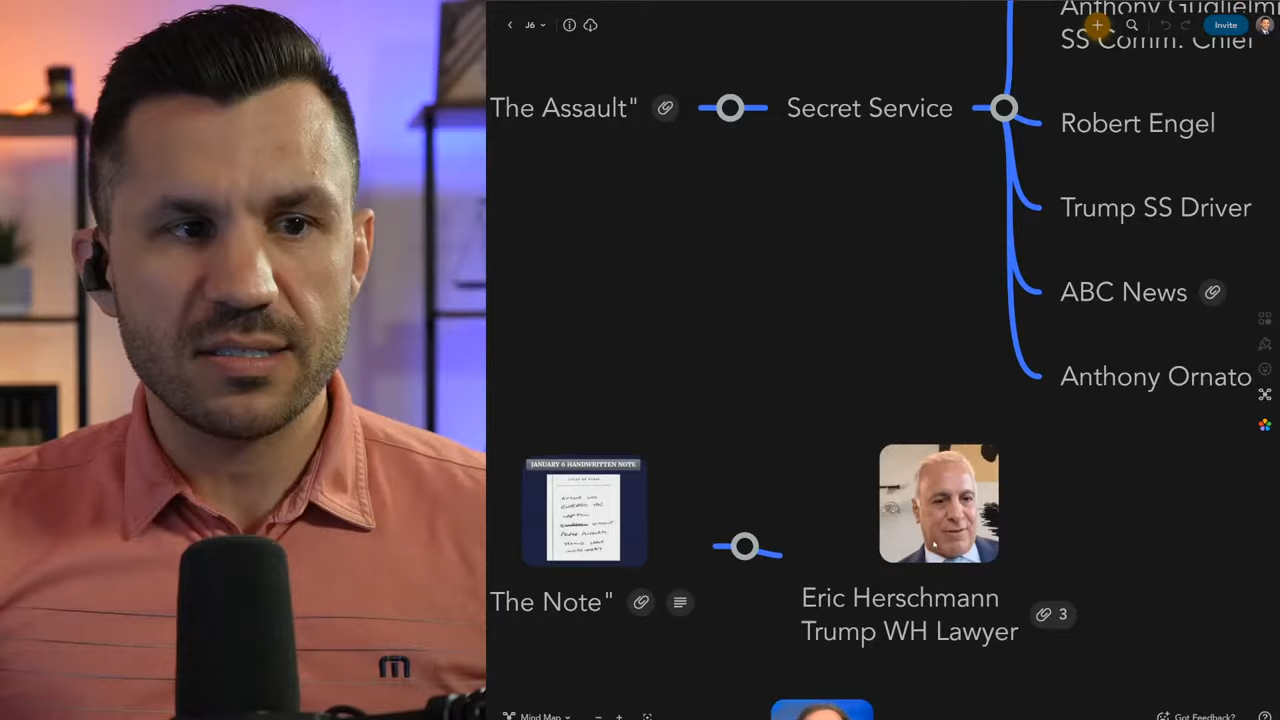 J6
Invite
Anthony Guglielmi
SS Comm. Chief
The Assault"
Secret Service
Robert Engel
Trump SS Driver
ABC News
Anthony Ornato
JANUARY 6 HANDWRITTEN NOTE
The Note"
Eric Herschmann
Trump WH Lawyer
3
m
Mind Map
Got Feedback?